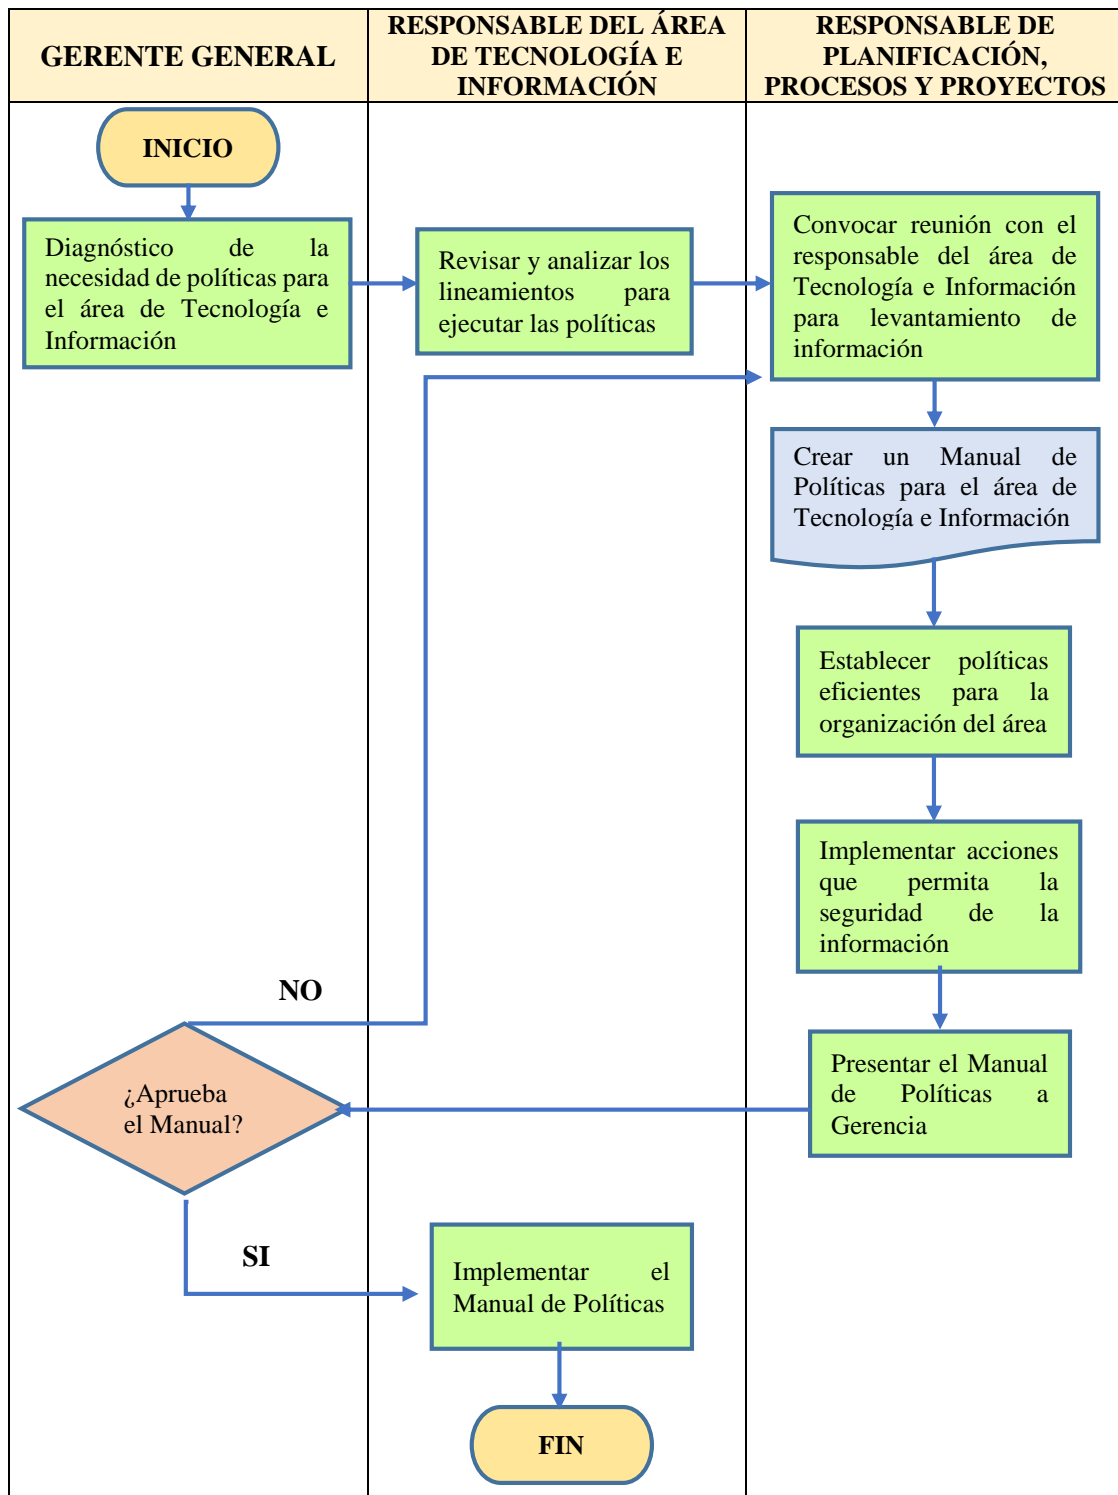 GERENTE GENERAL
RESPONSABLE DEL ÁREA
DE TECNOLOGÍA E
INFORMACIÓN
RESPONSABLE DE
PLANIFICACIÓN,
PROCESOS Y PROYECTOS
INICIO
Diagnóstico de la
necesidad de políticas para
el área de Tecnología e
Información
Revisar y analizar los
lineamientos para
ejecutar las políticas
Convocar reunión con el
responsable del área de
Tecnología e Información
para levantamiento de
información
Crear un Manual de
Políticas para el área de
Tecnología e Información
Establecer políticas
eficientes para la
organización del área
Implementar acciones
que permita la
seguridad de la
información
NO
Presentar el Manual
de Políticas a
Gerencia
¿Aprueba
el Manual?
SI
Implementar el
Manual de Políticas
FIN